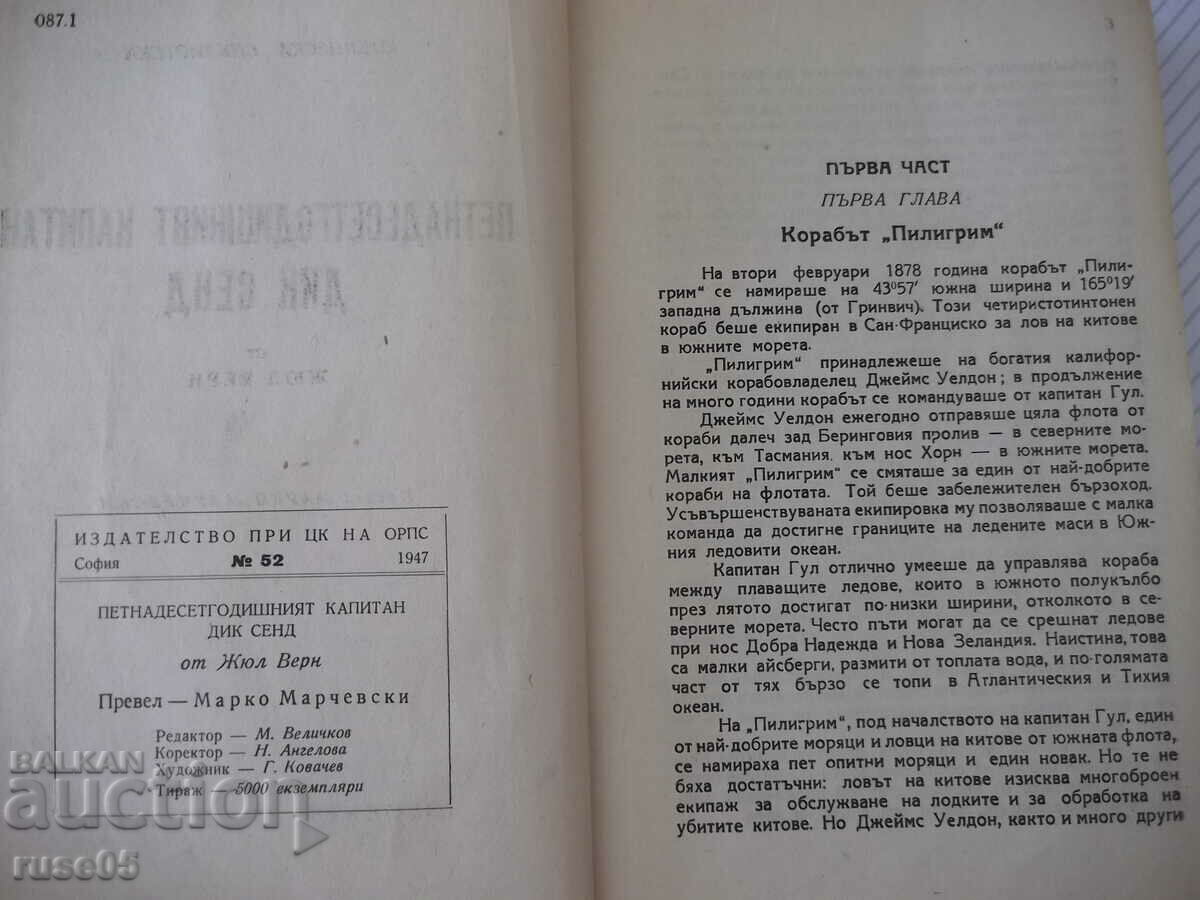 087.1
ИЗДАТЕЛСТВО ПРИ ЦК НА ОРПС
София № 52 1947
ПЕТНАДЕСЕТГОДИШНИЯТ КАПИТАН
ДИК СЕНД
от Жюл Верн
Превел — Марко Марчевски
Редактор — М. Величков
Коректор — Н. Ангелова
Художник — Г. Ковачев
Тираж — 5000 екземпляри
BALKAN
auction
ruse05
3
ПЪРВА ЧАСТ
ПЪРВА ГЛАВА
Корабът „Пилигрим“
На втори февруари 1878 година корабът „Пили-
грим“ се намираше на 43⁰57′ южна ширина и 165⁰19′
западна дължина (от Гринвич). Този четиристотинтонен
кораб беше екипиран в Сан-Франциско за лов на китове
в южните морета.
„Пилигрим“ принадлежеше на богатия калифор-
нийски корабовладелец Джеймс Уелдон; в продължение
на много години корабът се командуваше от капитан Гул.
Джеймс Уелдон ежегодно отправяше цяла флота от
кораби далеч зад Беринговия пролив — в северните мо-
рета, към Тасмания, към нос Хорн — в южните морета.
Малкият „Пилигрим“ се смяташе за един от най-добрите
кораби на флотата. Той беше забележителен бързоход.
Усъвършенствуваната екипировка му позволяваше с малка
команда да достигне границите на ледените маси в Юж-
ния ледовити океан.
Капитан Гул отлично умееше да управлява кораба
между плаващите ледове, които в южното полукълбо
през лятото достигат по-низки ширини, отколкото в се-
верните морета. Често пъти могат да се срешнат ледове
при нос Добра Надежда и Нова Зеландия. Наистина, това
са малки айсберги, размити от топлата вода, и по-голямата
част от тях бързо се топи в Атлантическия и Тихия
океан.
На „Пилигрим“, под началството на капитан Гул, един
от най-добрите моряци и ловци на китове от южната флота,
се намираха пет опитни моряци и един новак. Но те не
бяха достатъчни: ловът на китове изисква многоброен
екипаж за обслужване на лодките и за обработка на
убитите китове. Но Джеймс Уелдон, както и много други